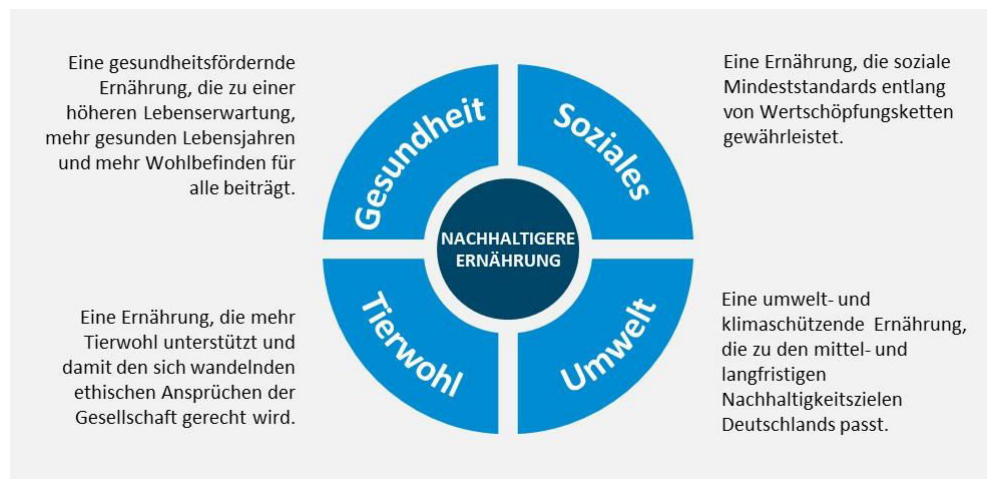 Eine gesundheitsfördernde
Ernährung, die zu einer
höheren Lebenserwartung,
mehr gesunden Lebensjahren
und mehr Wohlbefinden für
alle beiträgt.
Gesundheit
Soziales
Eine Ernährung, die soziale
Mindeststandards entlang
von Wertschöpfungsketten
gewährleistet.
NACHHALTIGERE
ERNÄHRUNG
Eine Ernährung, die mehr
Tierwohl unterstützt und
damit den sich wandelnden
ethischen Ansprüchen der
Gesellschaft gerecht wird.
Tierwohl
Umwelt
Eine umwelt- und
klimaschützende Ernährung,
die zu den mittel- und
langfristigen
Nachhaltigkeitszielen
Deutschlands passt.